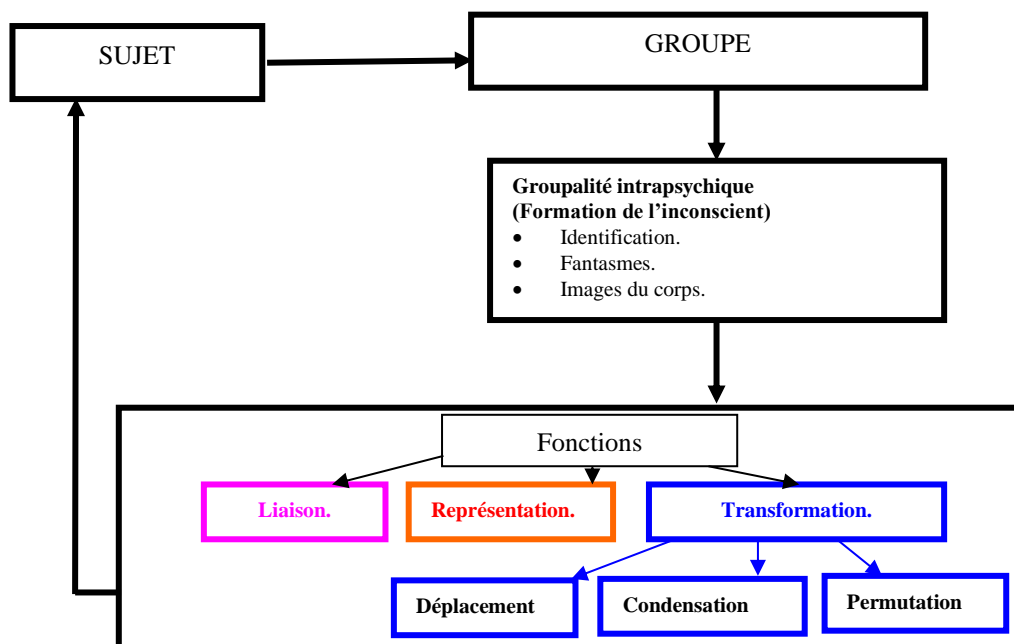 SUJET
GROUPE
Groupalité intrapsychique
(Formation de l’inconscient)
• Identification.
• Fantasmes.
• Images du corps.
Fonctions
Liaison.
Représentation.
Transformation.
Déplacement
Condensation
Permutation